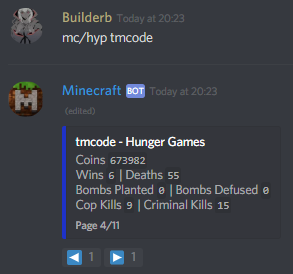 Builderb Today at 20:23
mc/hyp tmcode
Minecraft BOT Today at 20:23
(edited)
tmcode - Hunger Games
Coins 673982
Wins 6 | Deaths 55
Bombs Planted 0 | Bombs Defused 0
Cop Kills 9 | Criminal Kills 15
Page 4/11
1 1